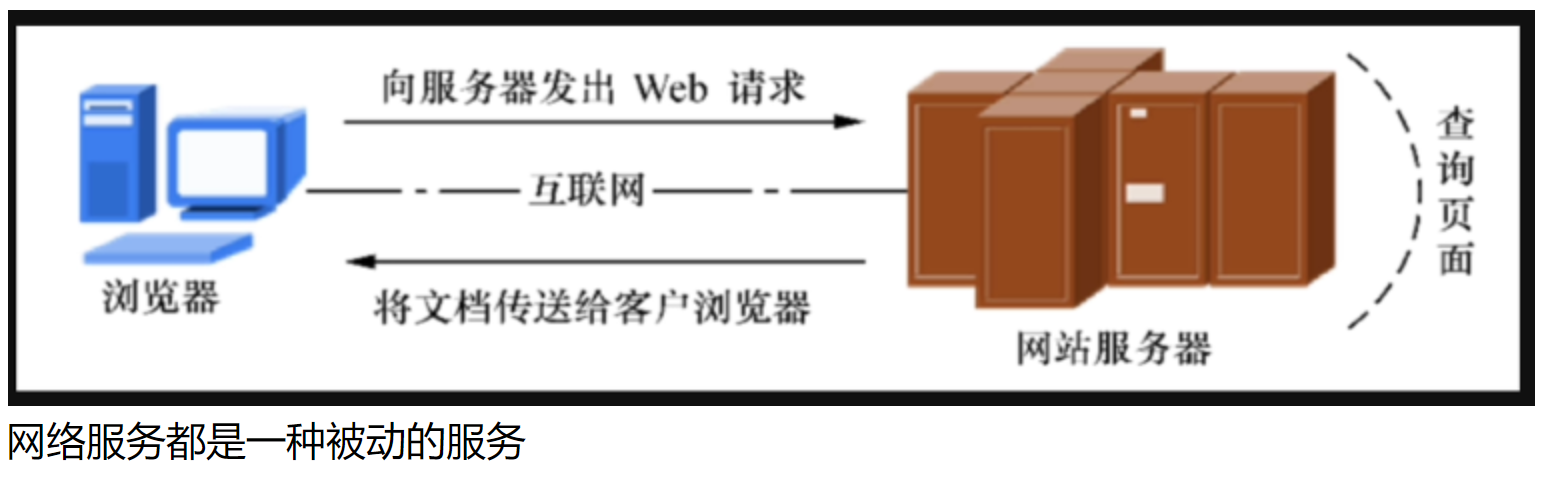 向服务器发出 Web 请求
互联网
将文档传送给客户浏览器
浏览器
网站服务器
查询页面
网络服务都是一种被动的服务